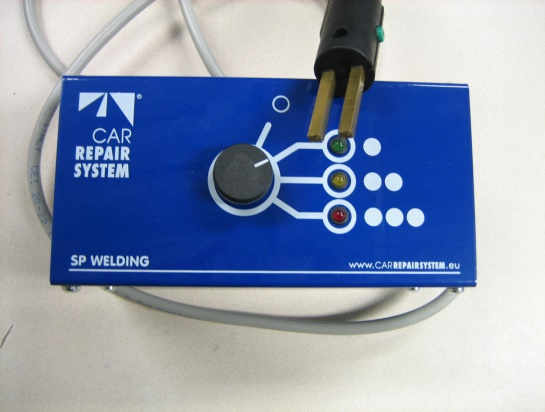 ®
CAR
REPAIR
SYSTEM
SP WELDING
www.CARREPAIRSYSTEM.eu